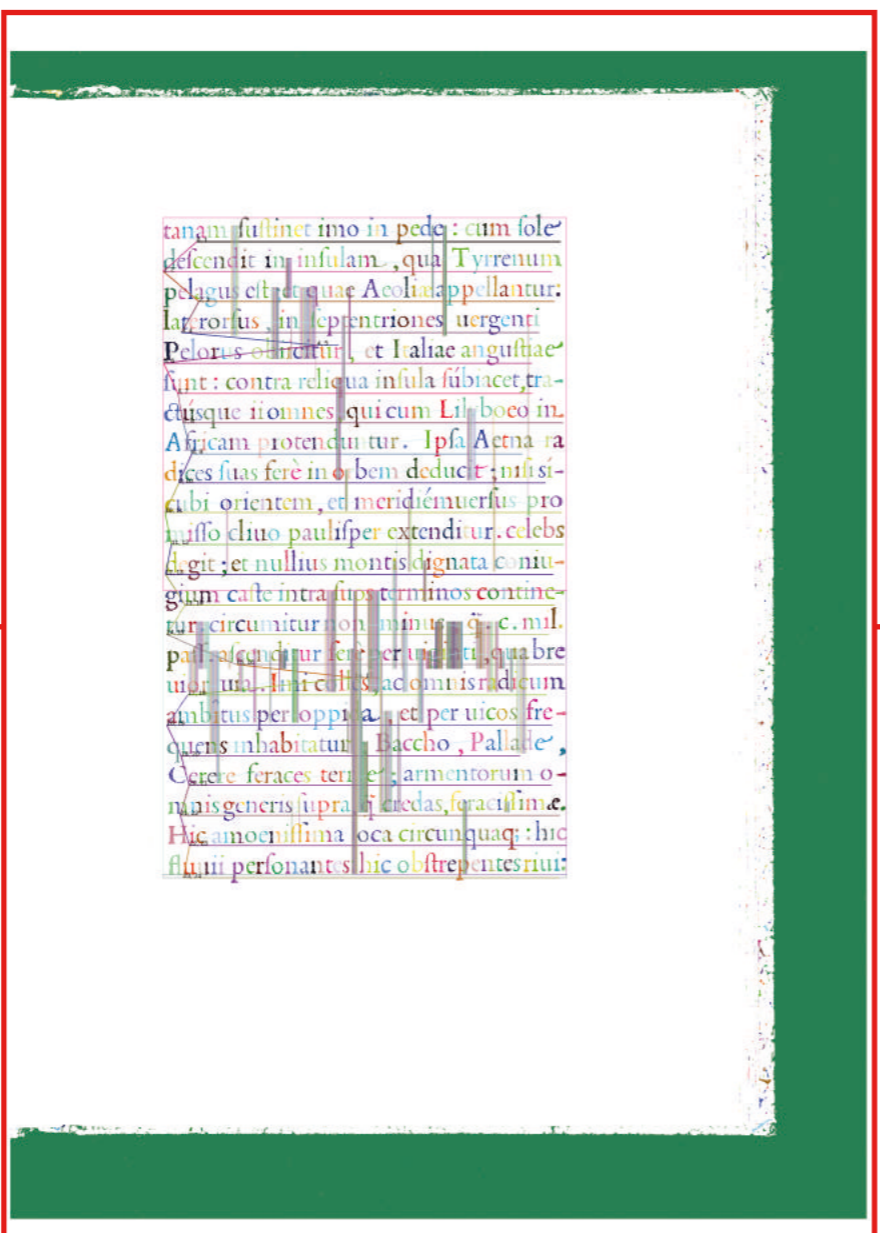 tanam ſuſtinet imo in pede : cum ſole
deſcendit in inſulam , qua Tyrrenum
pelagus eſt et quae Aeoliae appellantur:
rorſus , in ſeptentriones uergenti
Pelorus obiicitur , et Italiae anguſtiae
ſunt : contra reliqua inſula ſúbiacet, tra-
ctúsque ii omnes , qui cum Lilyboeo in
Africam protenduntur . Ipſa Aetna ra
dices ſuas ferè in orbem deducit ; niſi sí-
cubi orientem , et meridiémuerſus pro
miſſo cliuo pauliſper extenditur . celebs
degit ; et nullius montis dignata coniu-
gium caſte intra ſuos terminos contine-
tur . circumitur non minus , q̃ . c . mil .
paſſ . aſcenditur ferè per uiginti , qua bre
uior uia . Imi colles , ac omnis radicum
ambitus per oppida , et per uicos fre-
quens inhabitatur Baccho , Pallade ,
Cerere feraces terrae ; armentorum o-
mnis generis ſupra , q̃ credas , feraciſſimæ .
Hic amoeniſſima loca circunquaq; : hic
fluuii perſonantes hic obſtrepentes riui :